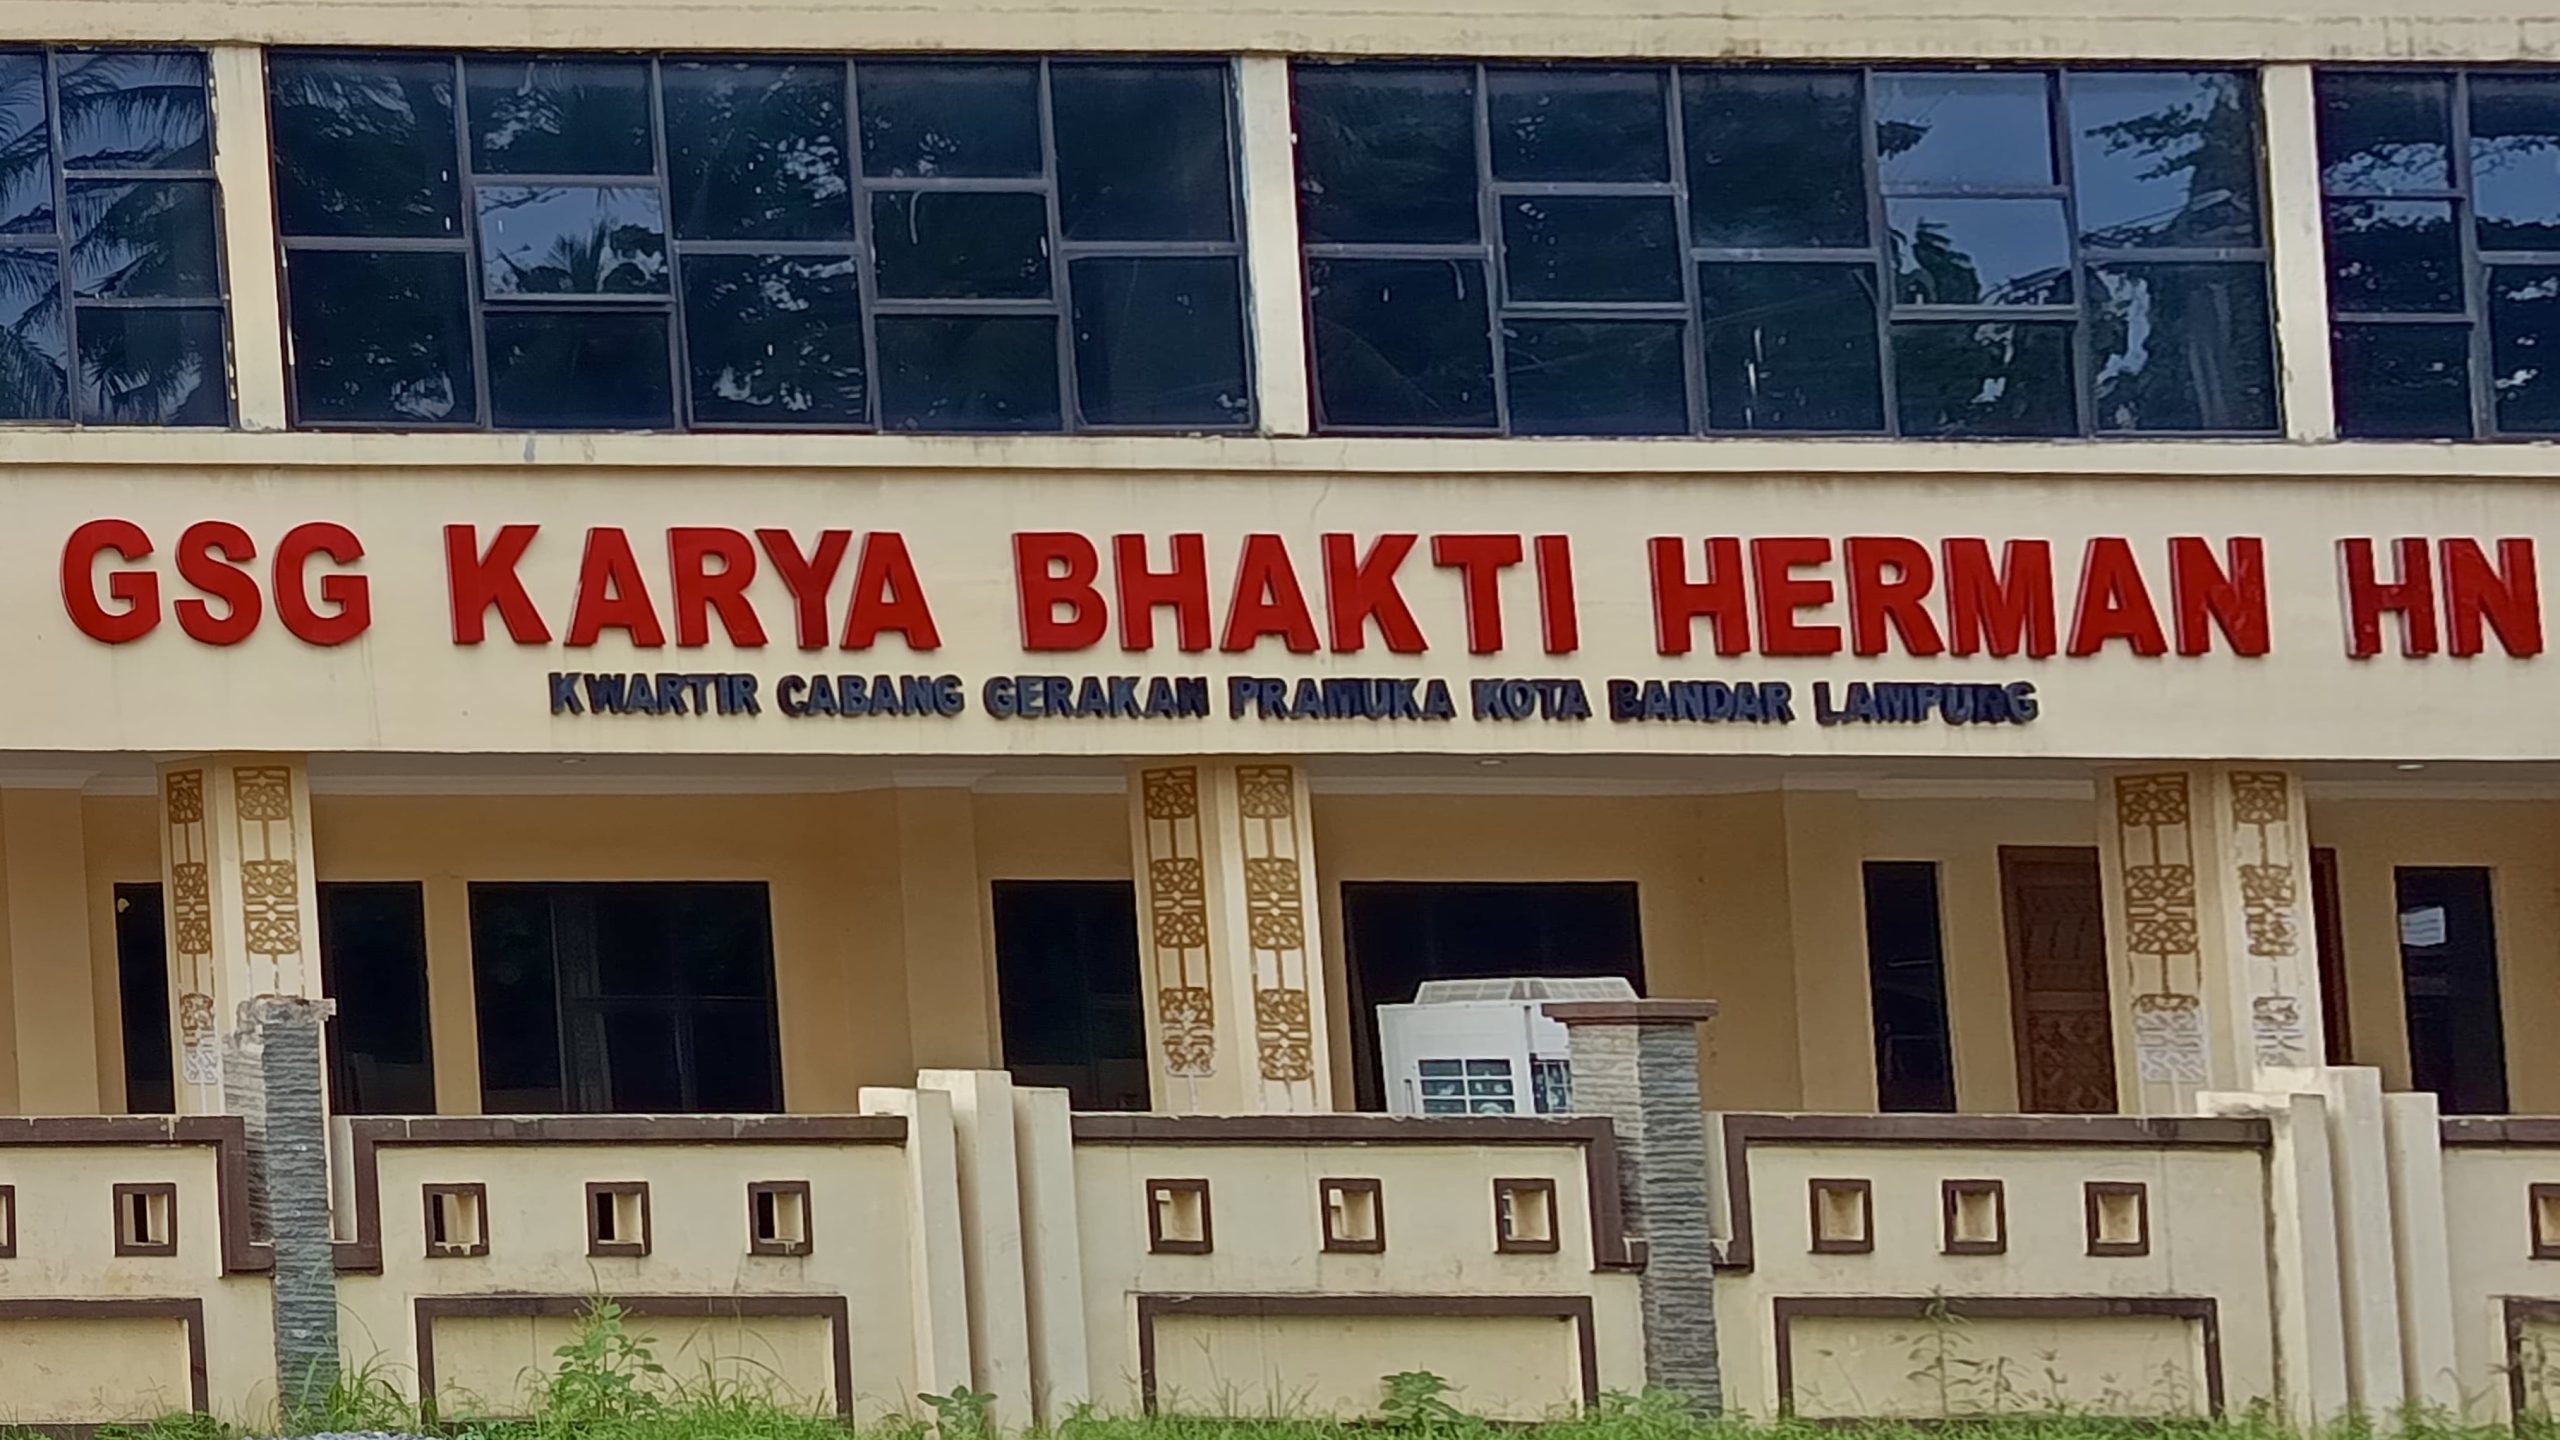 GSG KARYA BHAKTI HERMAN HN
KWARTIR CABANG GERAKAN PRAMUKA KOTA BANDAR LAMPUNG